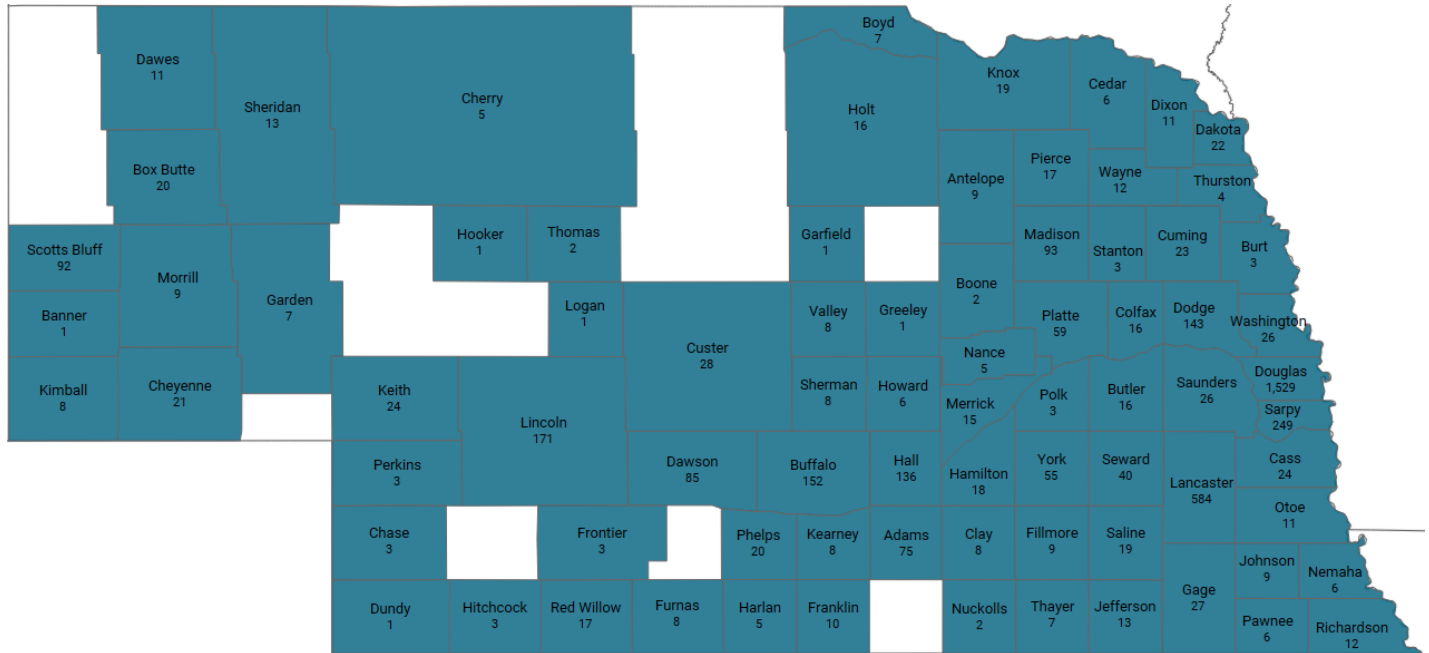 Boyd
7
Dawes
11
Sheridan
13
Cherry
5
Holt
16
Knox
19
Cedar
6
Dixon
11
Dakota
22
Box Butte
20
Antelope
9
Pierce
17
Wayne
12
Thurston
4
Scotts Bluff
92
Morrill
9
Garden
7
Hooker
1
Thomas
2
Garfield
1
Madison
93
Stanton
3
Cuming
23
Burt
3
Banner
1
Logan
1
Custer
28
Valley
8
Greeley
1
Boone
2
Platte
59
Colfax
16
Dodge
143
Washington
26
Nance
5
Kimball
8
Cheyenne
21
Keith
24
Lincoln
171
Sherman
8
Howard
6
Merrick
15
Polk
3
Butler
16
Saunders
26
Douglas
1,529
Sarpy
249
Perkins
3
Dawson
85
Buffalo
152
Hall
136
Hamilton
18
York
55
Seward
40
Lancaster
584
Cass
24
Otoe
11
Chase
3
Frontier
3
Phelps
20
Kearney
8
Adams
75
Clay
8
Fillmore
9
Saline
19
Gage
27
Johnson
9
Nemaha
6
Dundy
1
Hitchcock
3
Red Willow
17
Furnas
8
Harlan
5
Franklin
10
Nuckolls
2
Thayer
7
Jefferson
13
Pawnee
6
Richardson
12